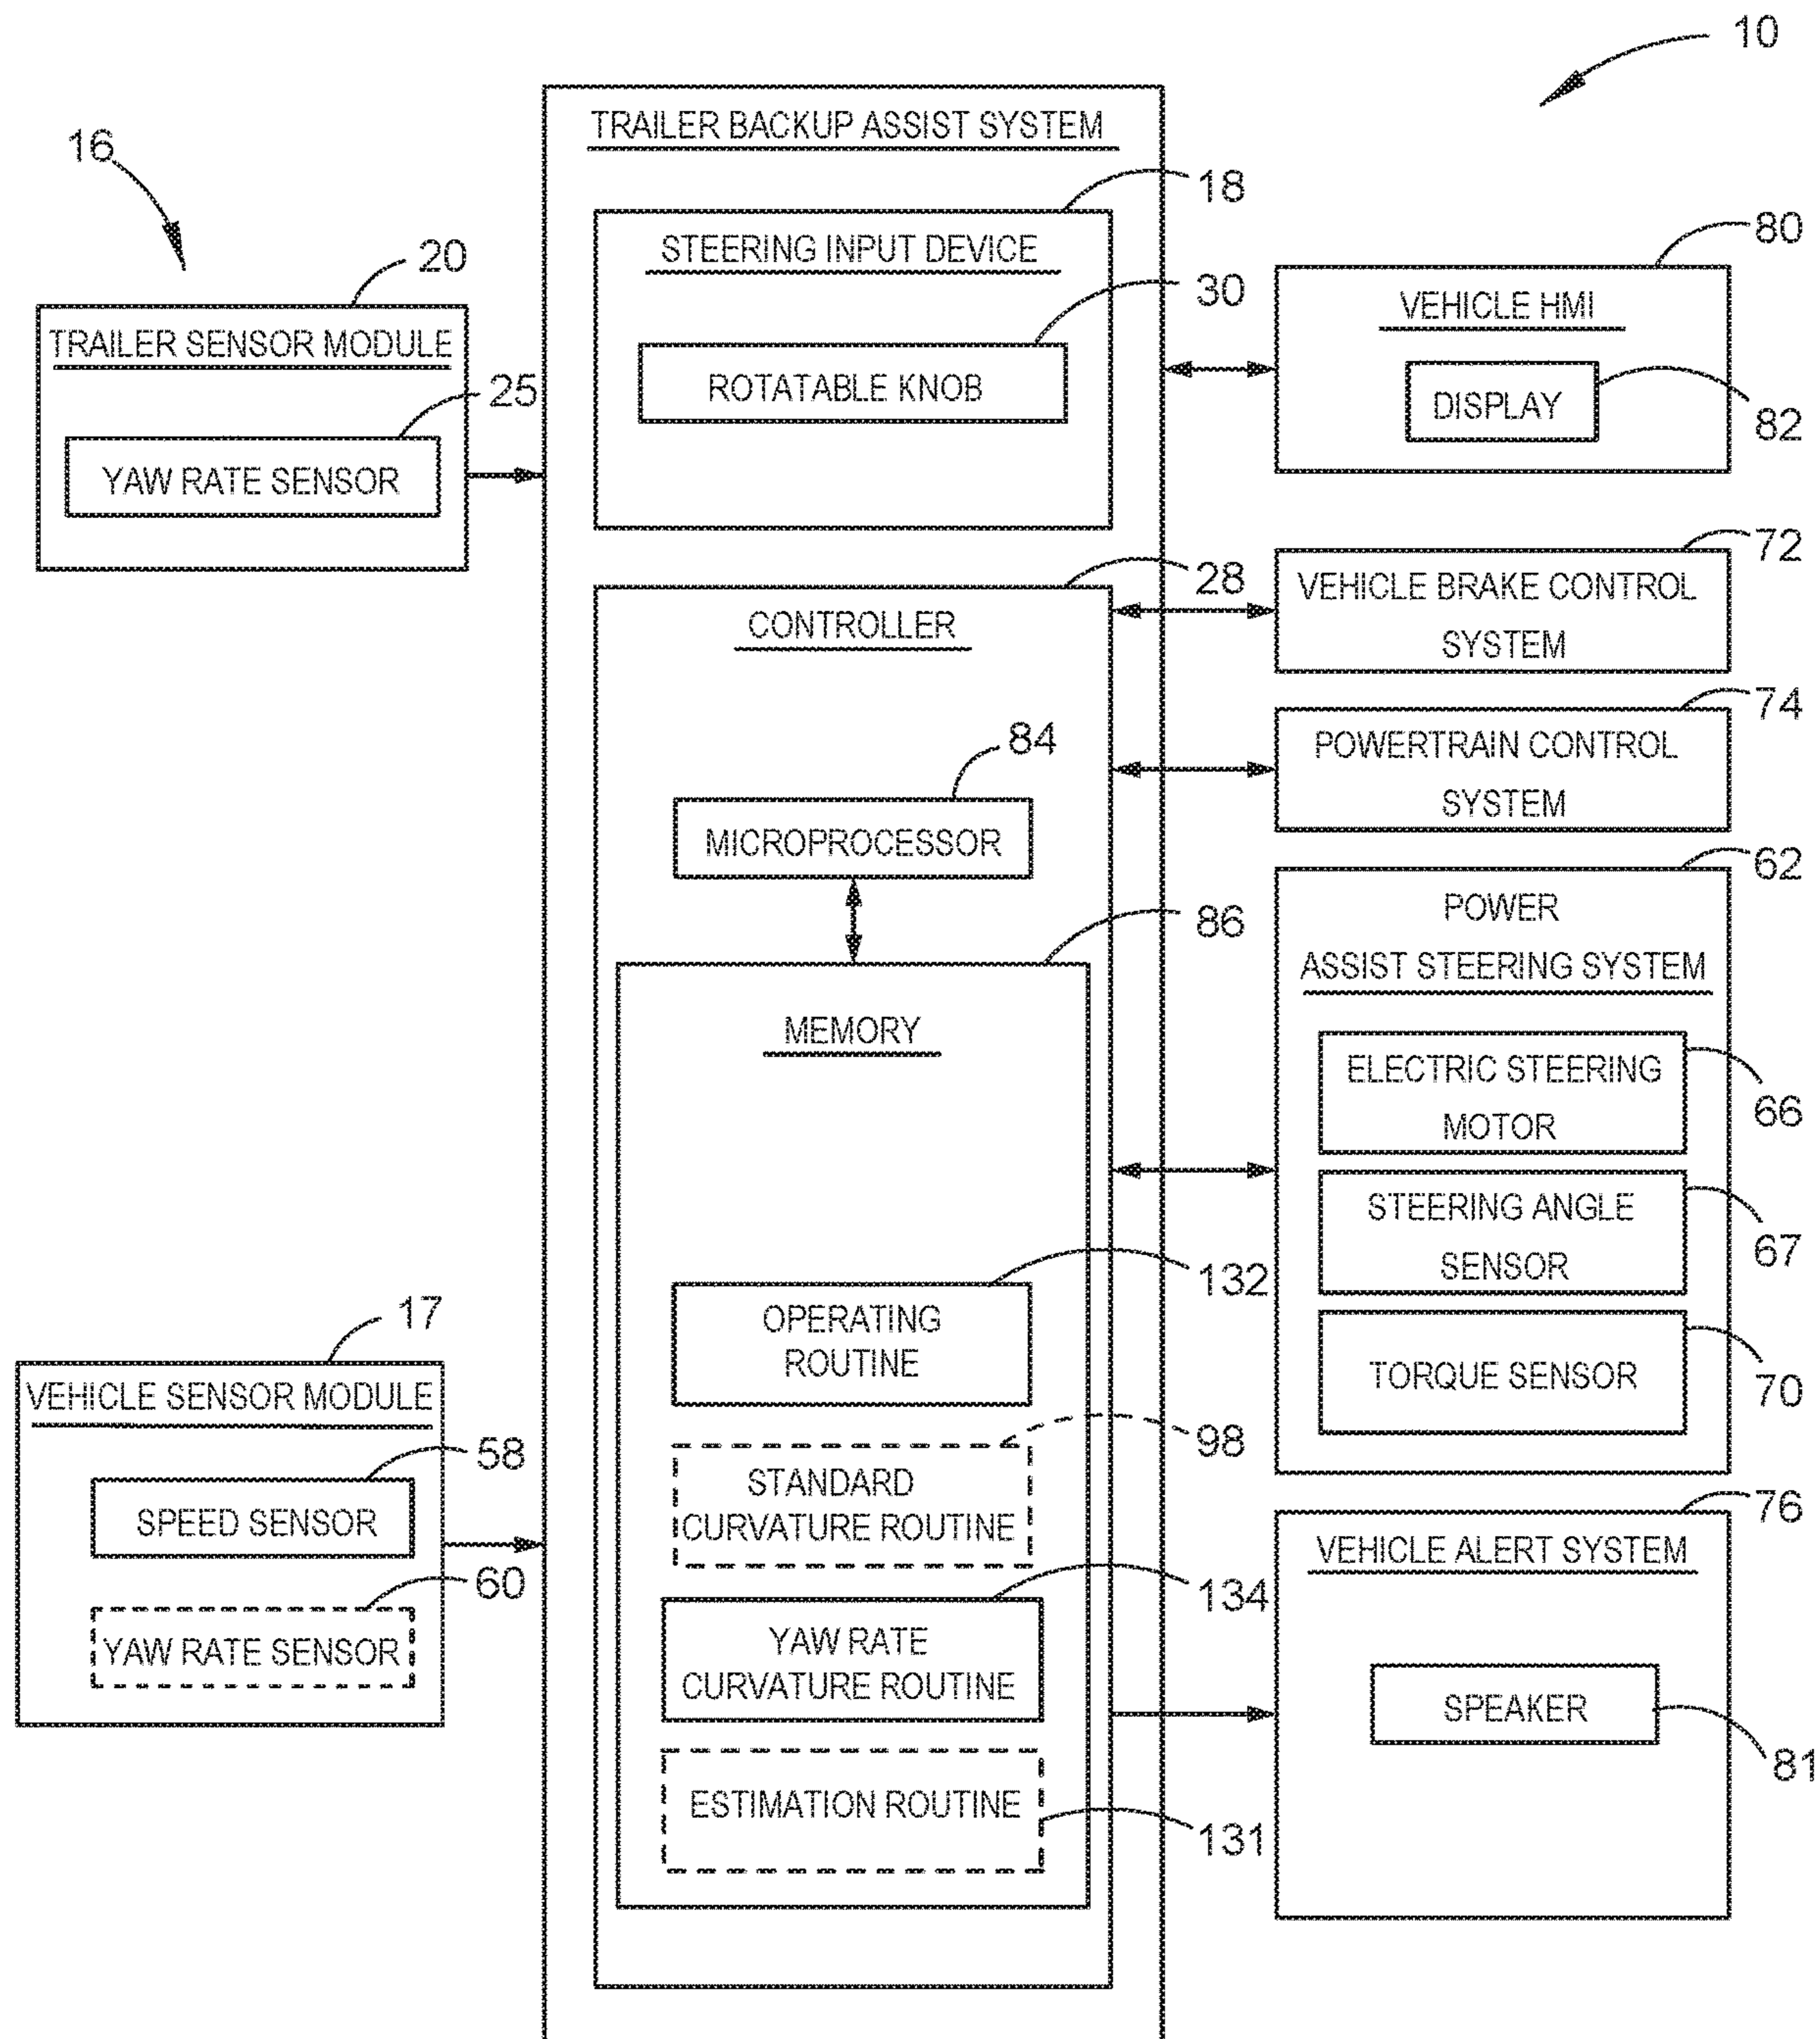 10
16
TRAILER BACKUP ASSIST SYSTEM
18
STEERING INPUT DEVICE
30
ROTATABLE KNOB
20
TRAILER SENSOR MODULE
25
YAW RATE SENSOR
80
VEHICLE HMI
DISPLAY
82
28
CONTROLLER
84
MICROPROCESSOR
86
MEMORY
132
OPERATING
ROUTINE
98
STANDARD
CURVATURE ROUTINE
134
YAW RATE
CURVATURE ROUTINE
ESTIMATION ROUTINE
131
17
VEHICLE SENSOR MODULE
58
SPEED SENSOR
60
YAW RATE SENSOR
72
VEHICLE BRAKE CONTROL
SYSTEM
74
POWERTRAIN CONTROL
SYSTEM
62
POWER
ASSIST STEERING SYSTEM
ELECTRIC STEERING
MOTOR
66
STEERING ANGLE
SENSOR
67
TORQUE SENSOR
70
76
VEHICLE ALERT SYSTEM
SPEAKER
81